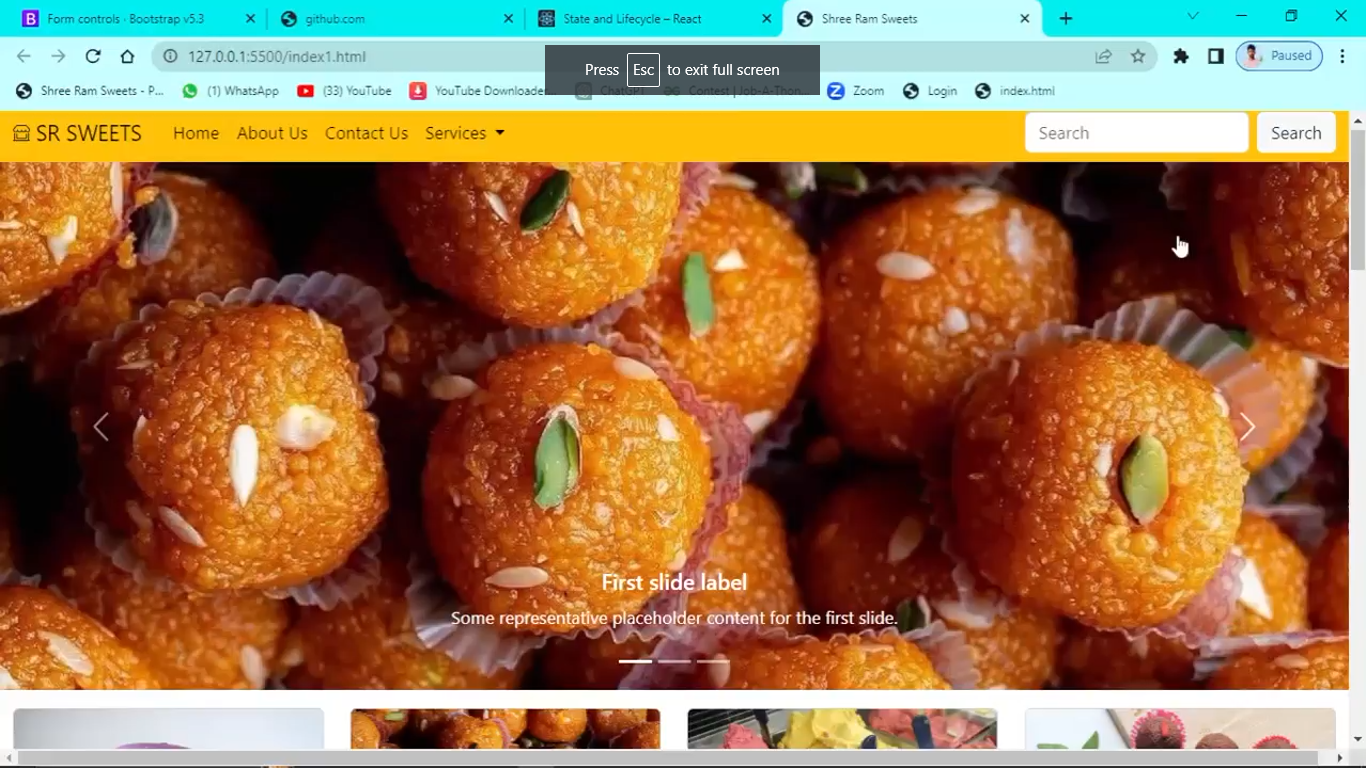 Form controls · Bootstrap v5.3
github.com
State and Lifecycle – React
Shree Ram Sweets
127.0.0.1:5500/index1.html
Press Esc to exit full screen
Paused
Shree Ram Sweets - P...
(1) WhatsApp
(33) YouTube
YouTube Downloader...
ChatGPT
Contest | Job-A-Thon...
Zoom
Login
index.html
SR SWEETS
Home
About Us
Contact Us
Services
Search
Search
First slide label
Some representative placeholder content for the first slide.